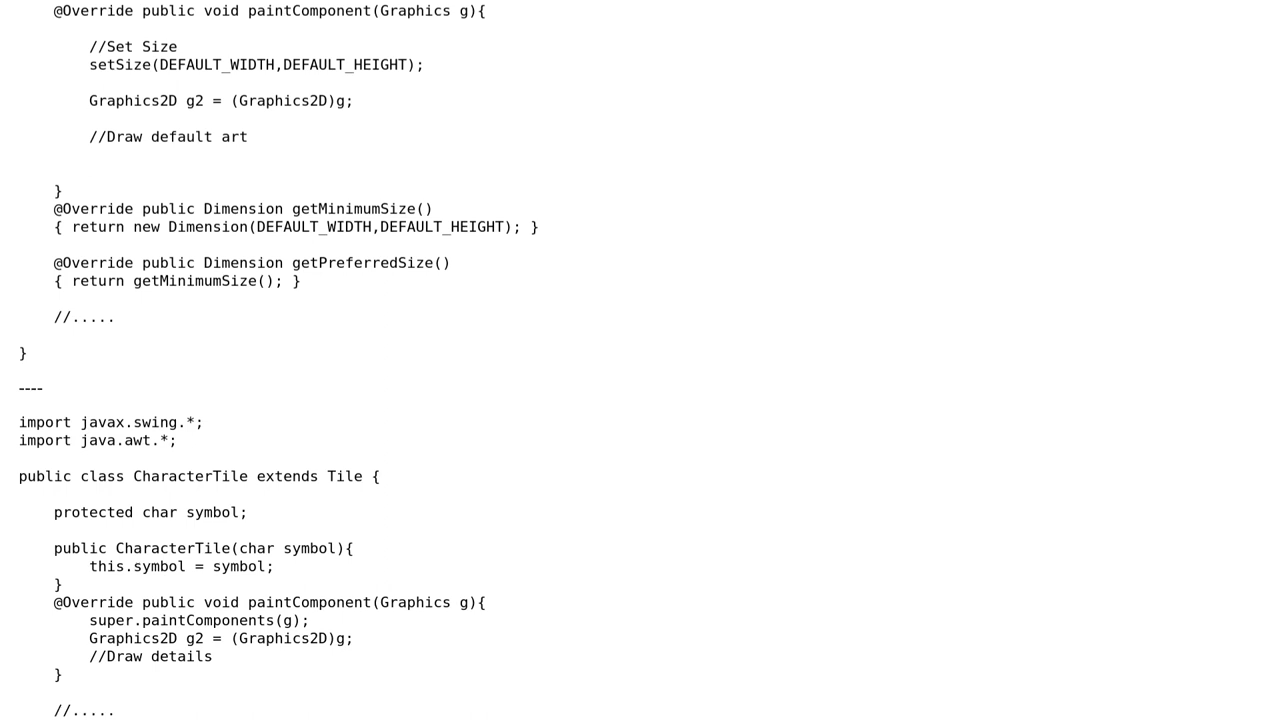 @Override public void paintComponent(Graphics g){
        //Set Size
        setSize(DEFAULT_WIDTH,DEFAULT_HEIGHT);
        Graphics2D g2 = (Graphics2D)g;
        //Draw default art
    }
    @Override public Dimension getMinimumSize()
    { return new Dimension(DEFAULT_WIDTH,DEFAULT_HEIGHT); }
    @Override public Dimension getPreferredSize()
    { return getMinimumSize(); }
    //.....
}
----
import javax.swing.*;
import java.awt.*;
public class CharacterTile extends Tile {
    protected char symbol;
    public CharacterTile(char symbol){
        this.symbol = symbol;
    }
    @Override public void paintComponent(Graphics g){
        super.paintComponents(g);
        Graphics2D g2 = (Graphics2D)g;
        //Draw details
    }
    //.....